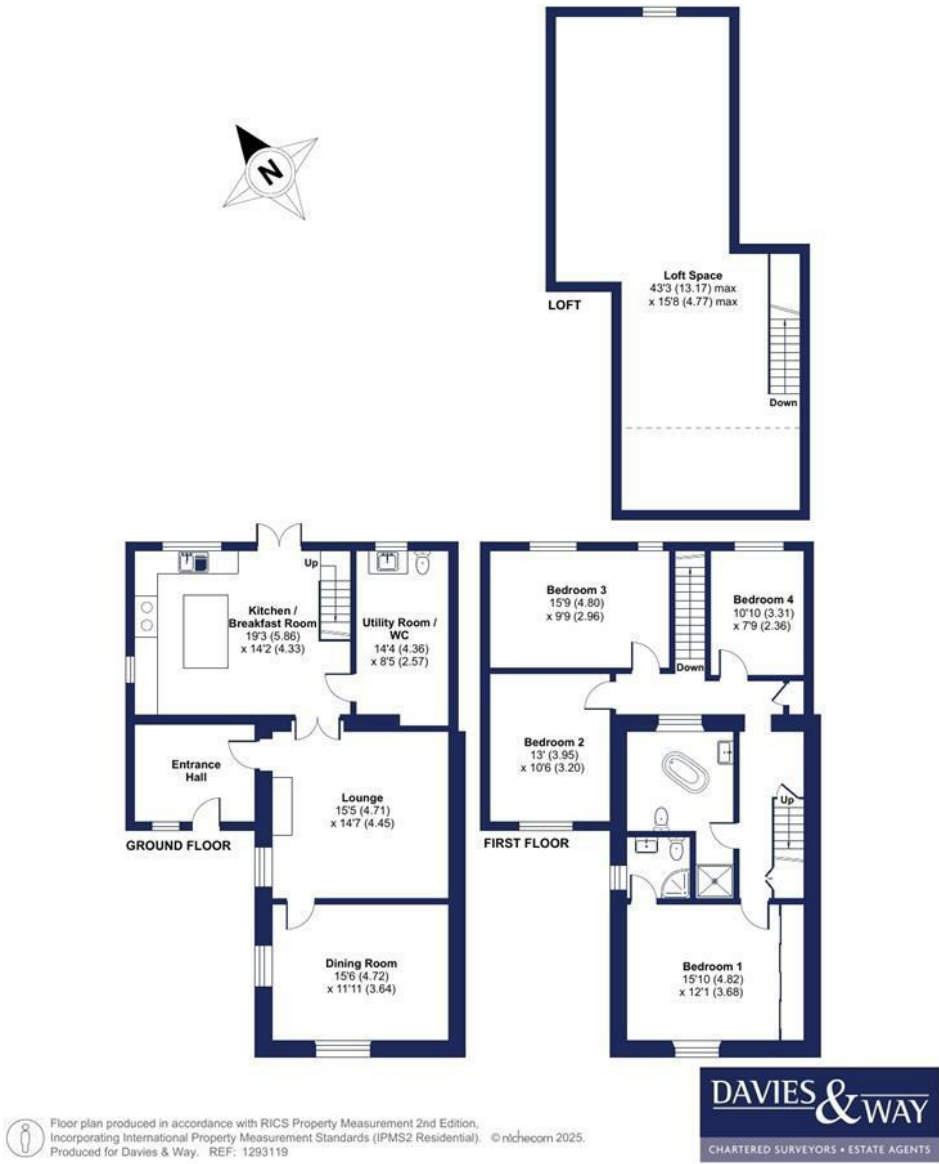 N
Loft Space
43'3 (13.17) max
x 15'8 (4.77) max
LOFT
Down
Up
Kitchen /
Breakfast Room
19'3 (5.86)
x 14'2 (4.33)
Utility Room /
WC
14'4 (4.36)
x 8'5 (2.57)
Entrance
Hall
Lounge
15'5 (4.71)
x 14'7 (4.45)
GROUND FLOOR
Dining Room
15'6 (4.72)
x 11'11 (3.64)
Bedroom 3
15'9 (4.80)
x 9'9 (2.96)
Down
Bedroom 4
10'10 (3.31)
x 7'9 (2.36)
Bedroom 2
13' (3.95)
x 10'6 (3.20)
Up
FIRST FLOOR
Bedroom 1
15'10 (4.82)
x 12'1 (3.68)
Floor plan produced in accordance with RICS Property Measurement 2nd Edition,
Incorporating International Property Measurement Standards (IPMS2 Residential). © nichecom 2025.
Produced for Davies & Way. REF: 1293119
DAVIES & WAY
CHARTERED SURVEYORS • ESTATE AGENTS